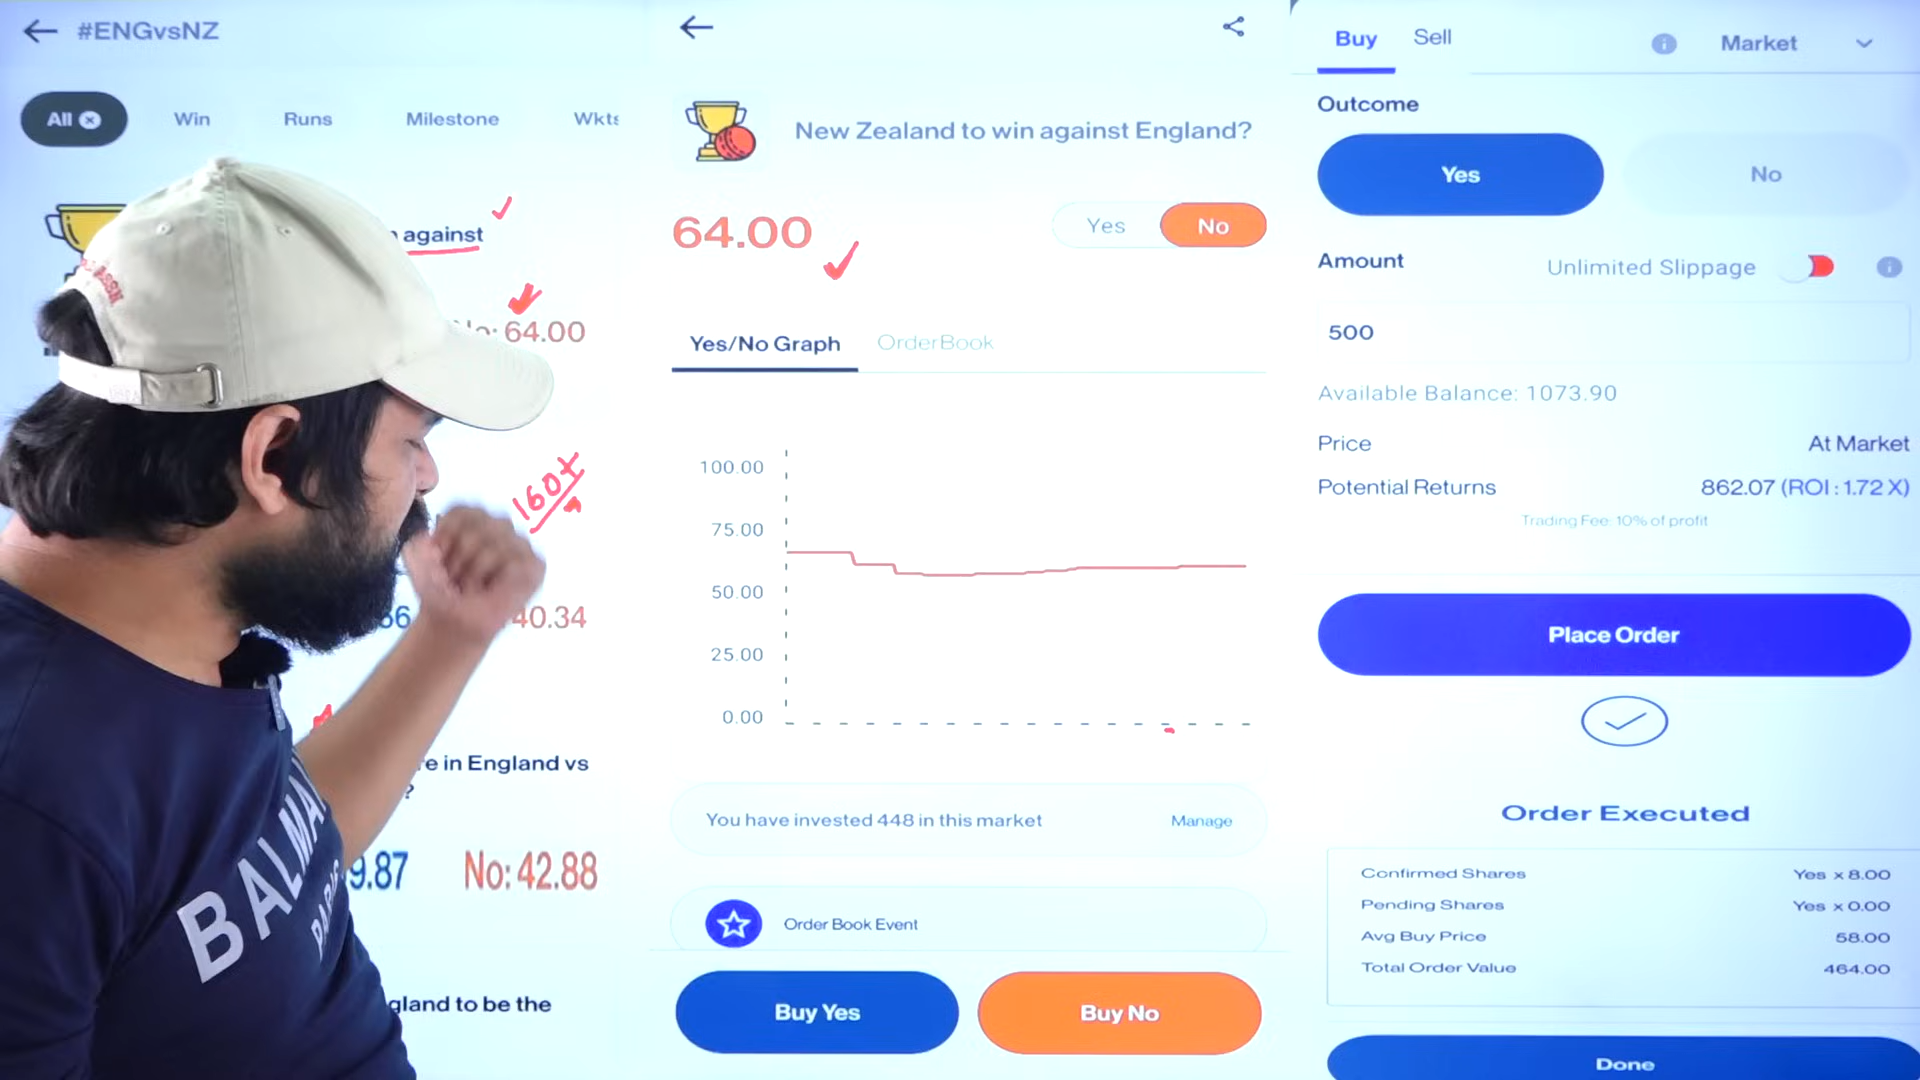 #ENGvsNZ
All
Win
Runs
Milestone
Wkts
against
64.00
160+
40.34
re in England vs
?
9.87
No: 42.88
gland to be the
BALMAI
PARIS
New Zealand to win against England?
64.00
Yes
No
Yes/No Graph
OrderBook
100.00
75.00
50.00
25.00
0.00
You have invested 448 in this market
Manage
Order Book Event
Buy Yes
Buy No
Buy
Sell
Market
Outcome
Yes
No
Amount
Unlimited Slippage
500
Available Balance: 1073.90
Price
At Market
Potential Returns
862.07 (ROI : 1.72 X)
Trading Fee: 10% of profit
Place Order
Order Executed
Confirmed Shares
Yes x 8.00
Pending Shares
Yes x 0.00
Avg Buy Price
58.00
Total Order Value
464.00
Done